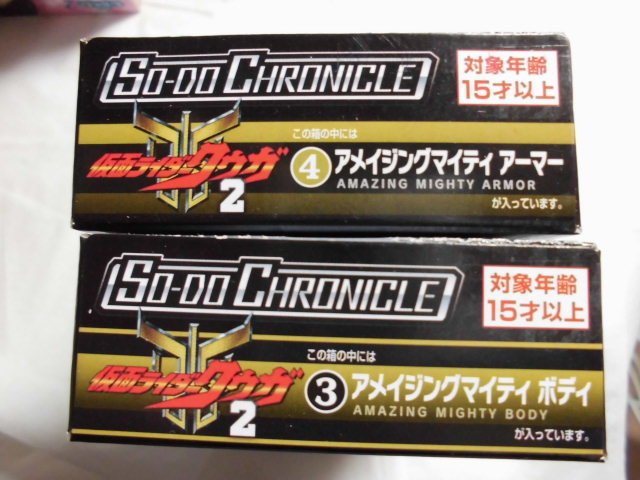 SO-DO CHRONICLE
対象年齢
15才以上
この箱の中には
仮面ライダークウガ
2
④ アメイジングマイティ アーマー
AMAZING MIGHTY ARMOR
が入っています。
SO-DO CHRONICLE
対象年齢
15才以上
この箱の中には
仮面ライダークウガ
2
③ アメイジングマイティ ボディ
AMAZING MIGHTY BODY
が入っています。